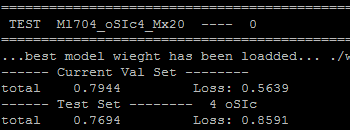 ==================================================
TEST Ml704_oSIc4_Mx20 ---- 0
==================================================
...best model wieght has been loadded... ./w
------ Current Val Set --------
total 0.7944 Loss: 0.5639
------ Test Set -------- 4 oSIc
total 0.7694 Loss: 0.8591